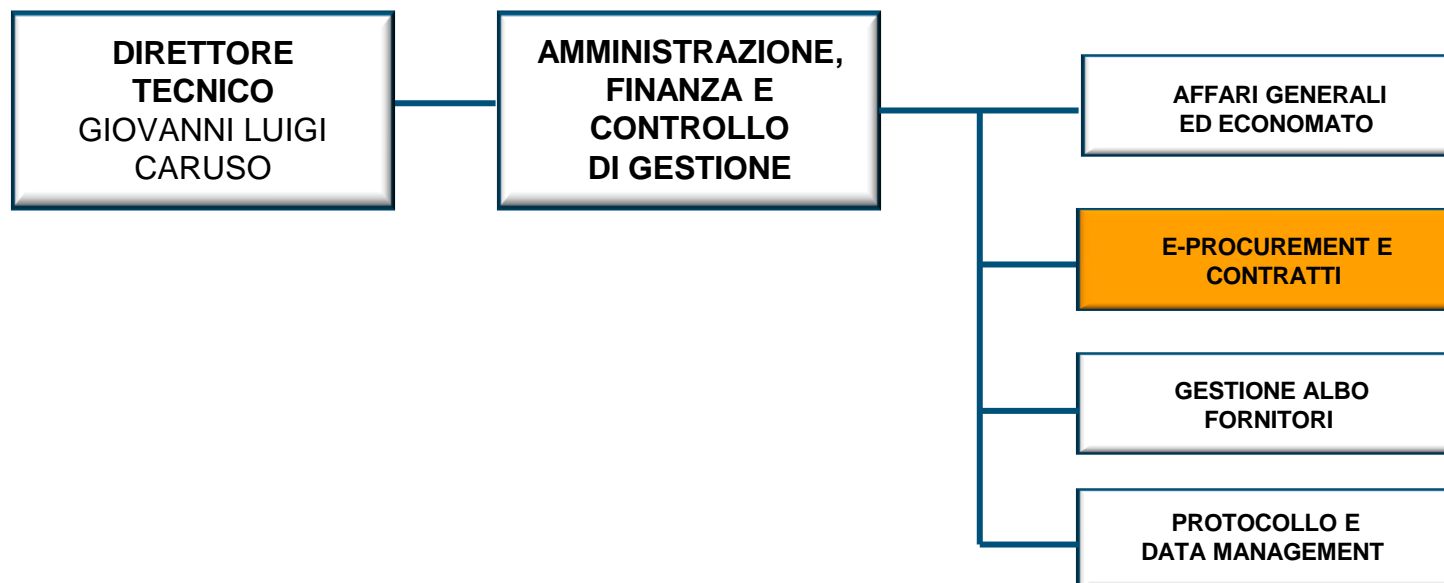 DIRETTORE
TECNICO
GIOVANNI LUIGI
CARUSO
AMMINISTRAZIONE,
FINANZA E
CONTROLLO
DI GESTIONE
AFFARI GENERALI
ED ECONOMATO
E-PROCUREMENT E
CONTRATTI
GESTIONE ALBO
FORNITORI
PROTOCOLLO E
DATA MANAGEMENT